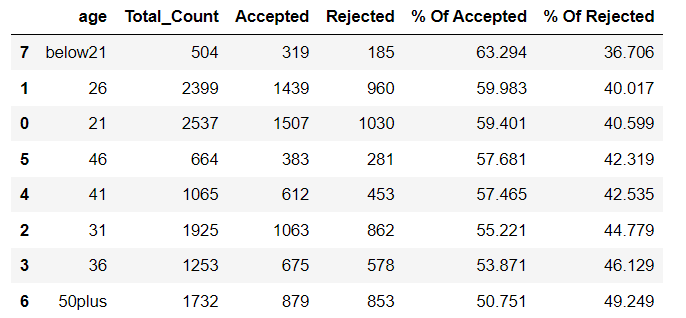 age Total_Count Accepted Rejected % Of Accepted % Of Rejected
7 below21 504 319 185 63.294 36.706
1 26 2399 1439 960 59.983 40.017
0 21 2537 1507 1030 59.401 40.599
5 46 664 383 281 57.681 42.319
4 41 1065 612 453 57.465 42.535
2 31 1925 1063 862 55.221 44.779
3 36 1253 675 578 53.871 46.129
6 50plus 1732 879 853 50.751 49.249